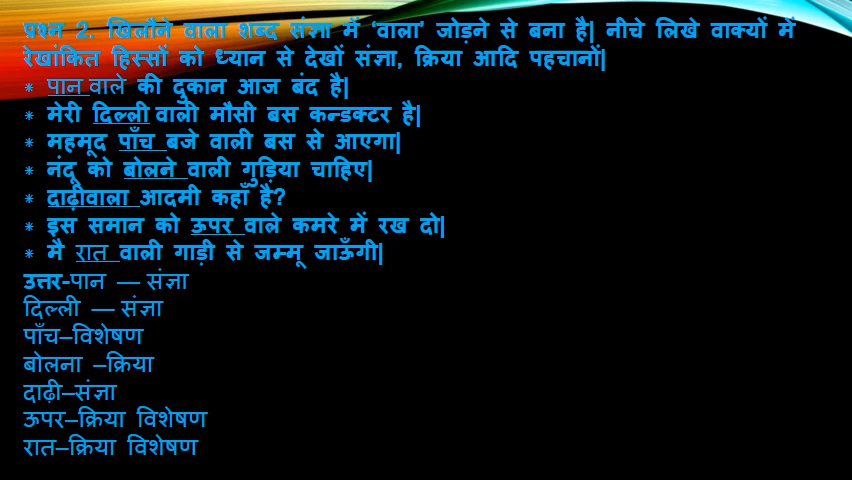 प्रश्न 2. खिलौने वाला शब्द संज्ञा में ‘वाला’ जोड़ने से बना है| नीचे लिखे वाक्यों में
रेखांकित हिस्सों को ध्यान से देखों संज्ञा, क्रिया आदि पहचानों|
* पान वाले की दुकान आज बंद है|
* मेरी दिल्ली वाली मौसी बस कन्डक्टर है|
* महमूद पाँच बजे वाली बस से आएगा|
* नंदू को बोलने वाली गुड़िया चाहिए|
* दाढ़ीवाला आदमी कहाँ है?
* इस समान को ऊपर वाले कमरे में रख दो|
* मै रात वाली गाड़ी से जम्मू जाऊँगी|
उत्तर-पान — संज्ञा
दिल्ली — संज्ञा
पाँच–विशेषण
बोलना –क्रिया
दाढ़ी–संज्ञा
ऊपर–क्रिया विशेषण
रात–क्रिया विशेषण